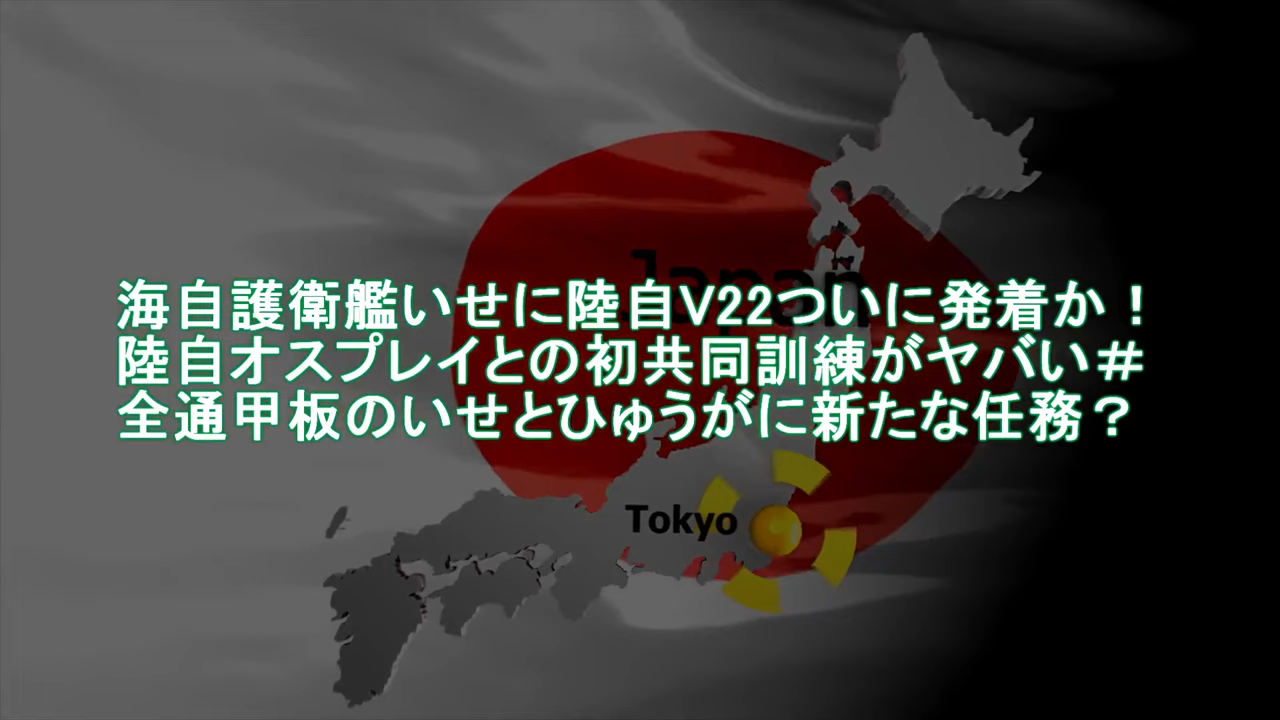 Japan
海自護衛艦いせに陸自V22ついに発着か！
陸自オスプレイとの初共同訓練がヤバい＃
全通甲板のいせとひゅうがに新たな任務？
Tokyo